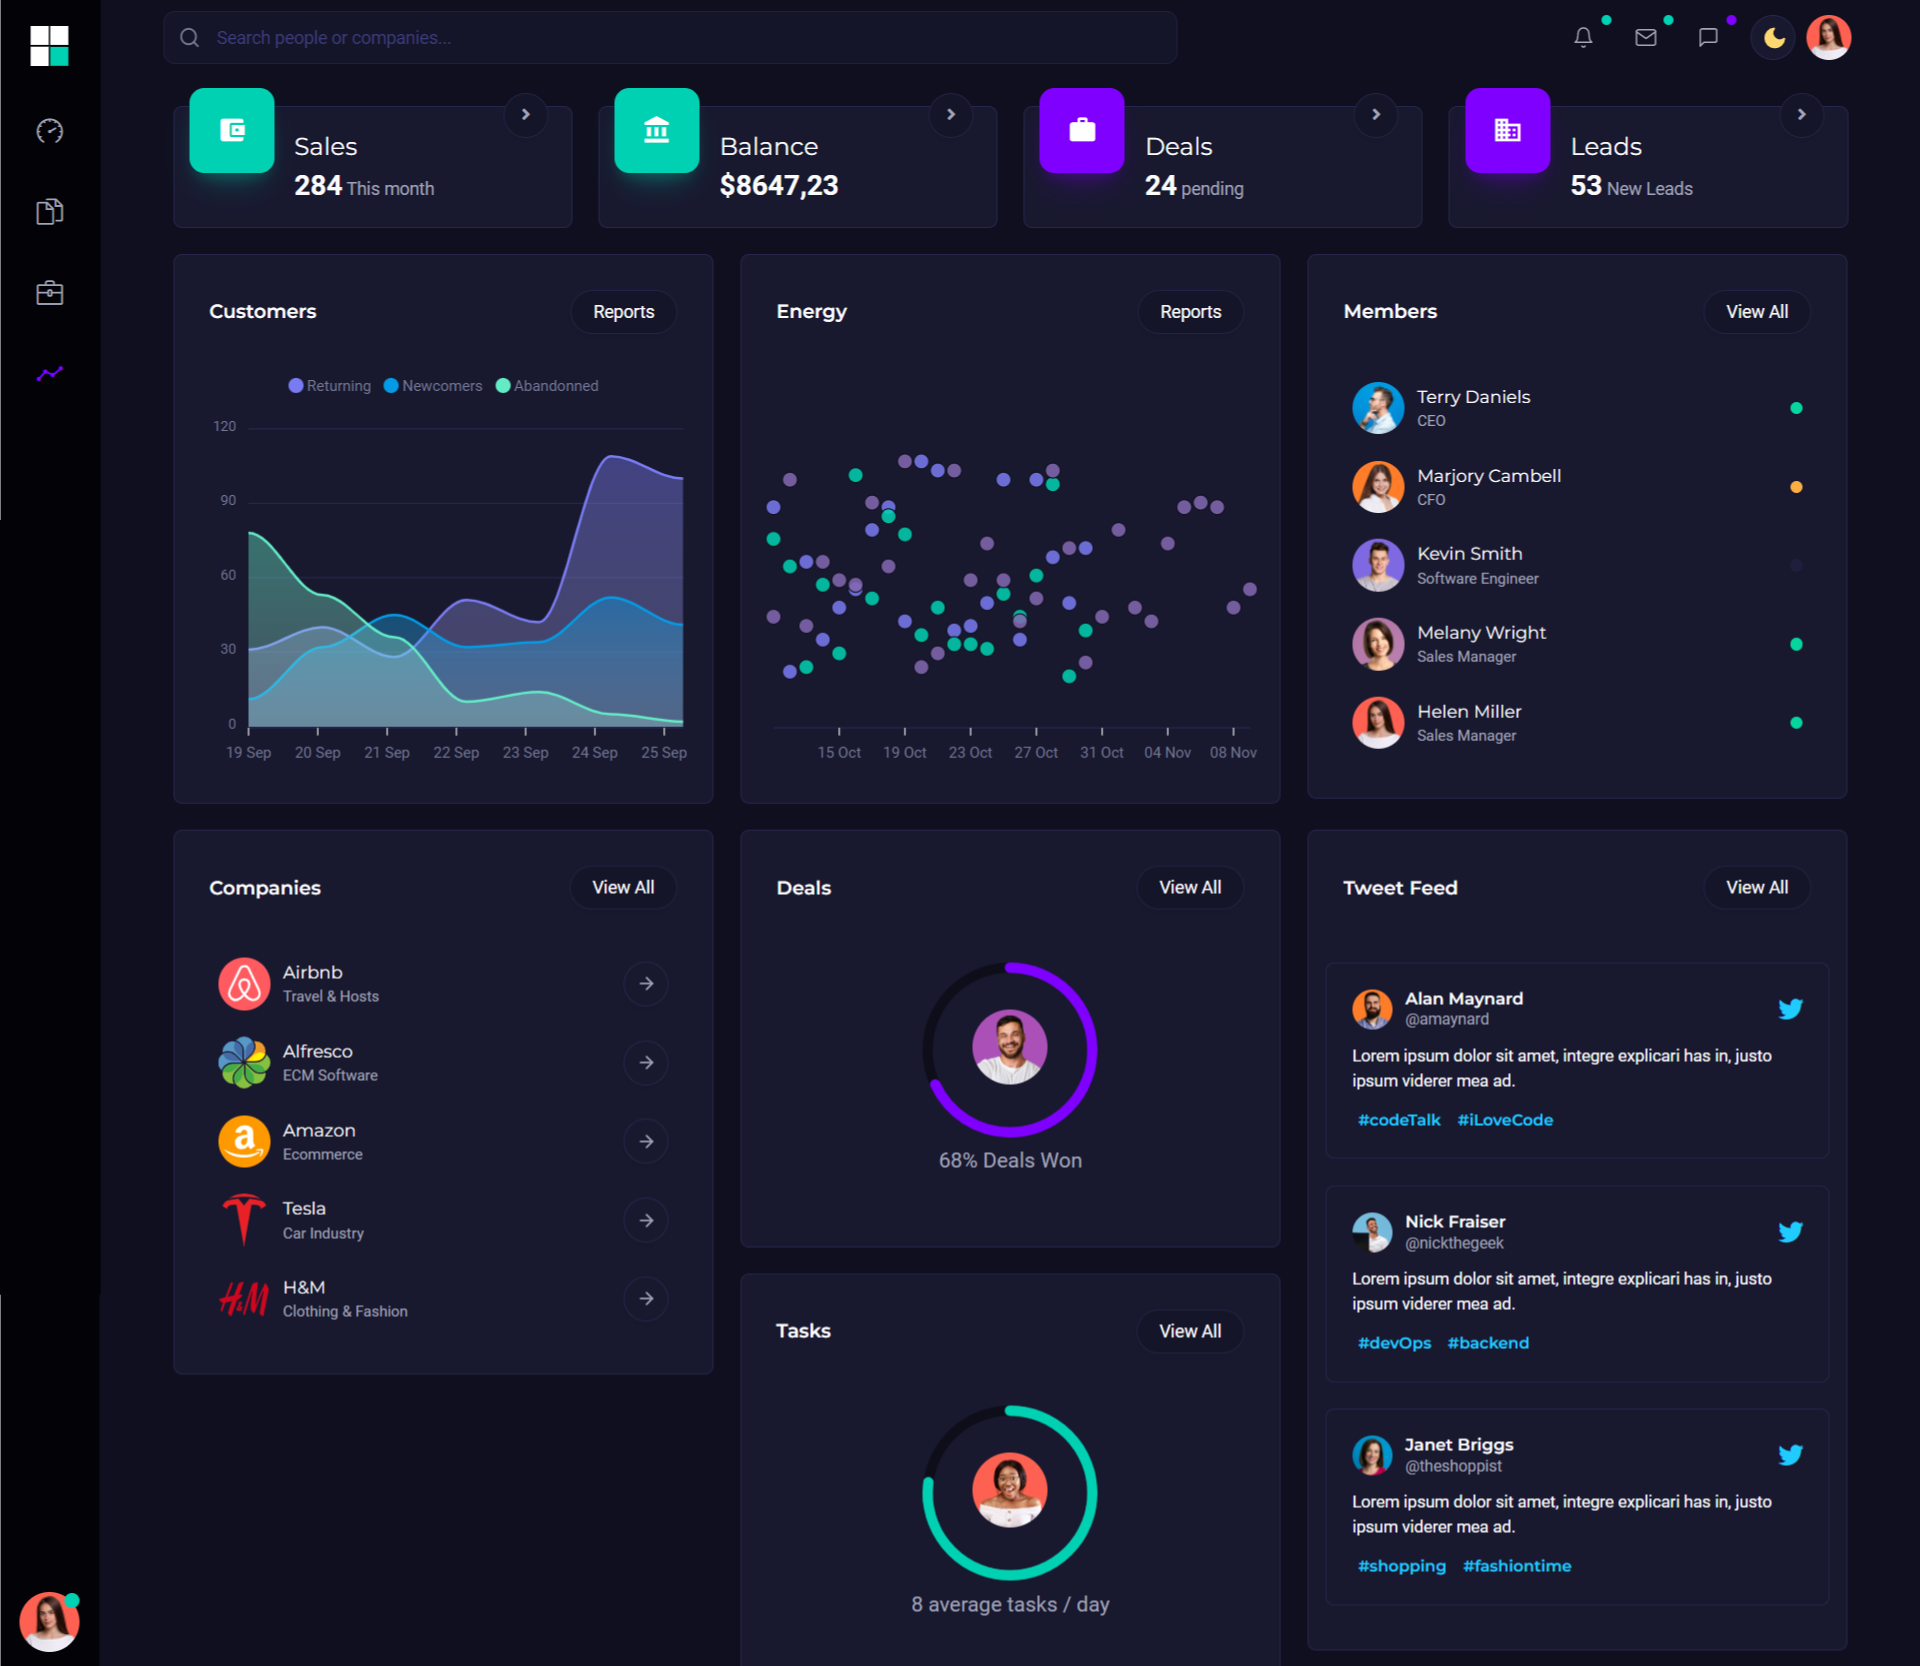 Search people or companies...
Sales
284 This month
Balance
$8647,23
Deals
24 pending
Leads
53 New Leads
Customers
Reports
Returning Newcomers Abandonned
120
90
60
30
0
19 Sep 20 Sep 21 Sep 22 Sep 23 Sep 24 Sep 25 Sep
Energy
Reports
15 Oct 19 Oct 23 Oct 27 Oct 31 Oct 04 Nov 08 Nov
Members
View All
Terry Daniels
CEO
Marjory Cambell
CFO
Kevin Smith
Software Engineer
Melany Wright
Sales Manager
Helen Miller
Sales Manager
Companies
View All
Airbnb
Travel & Hosts
Alfresco
ECM Software
a
Amazon
Ecommerce
Tesla
Car Industry
H&M
H&M
Clothing & Fashion
Deals
View All
68% Deals Won
Tasks
View All
8 average tasks / day
Tweet Feed
View All
Alan Maynard
@amaynard
Lorem ipsum dolor sit amet, integre explicari has in, justo
ipsum viderer mea ad.
#codeTalk #iLoveCode
Nick Fraiser
@nickthegeek
Lorem ipsum dolor sit amet, integre explicari has in, justo
ipsum viderer mea ad.
#devOps #backend
Janet Briggs
@theshoppist
Lorem ipsum dolor sit amet, integre explicari has in, justo
ipsum viderer mea ad.
#shopping #fashiontime